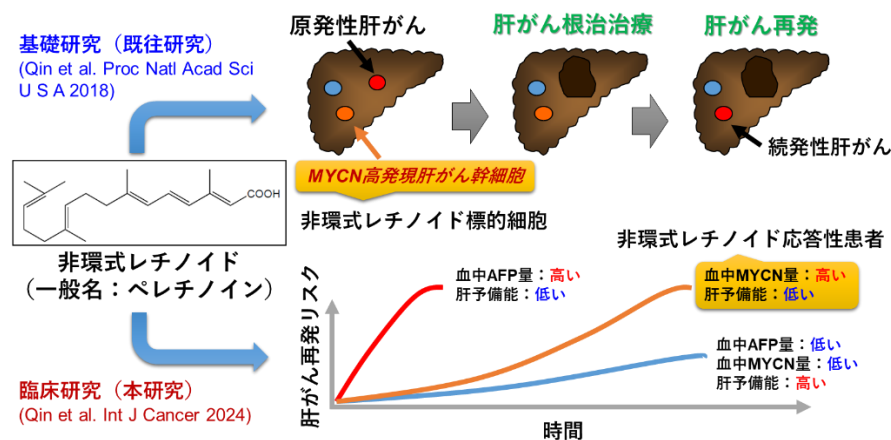 基礎研究（既往研究）
(Qin et al. Proc Natl Acad Sci
U S A 2018)
原発性肝がん
肝がん根治治療
肝がん再発
続発性肝がん
MYCN高発現肝がん幹細胞
非環式レチノイド標的細胞
COOH
非環式レチノイド
（一般名：ペレチノイン）
非環式レチノイド応答性患者
血中AFP量：高い
肝予備能：低い
血中MYCN量：高い
肝予備能：低い
血中AFP量：低い
血中MYCN量：低い
肝予備能：高い
肝がん再発リスク
時間
臨床研究（本研究）
(Qin et al. Int J Cancer 2024)